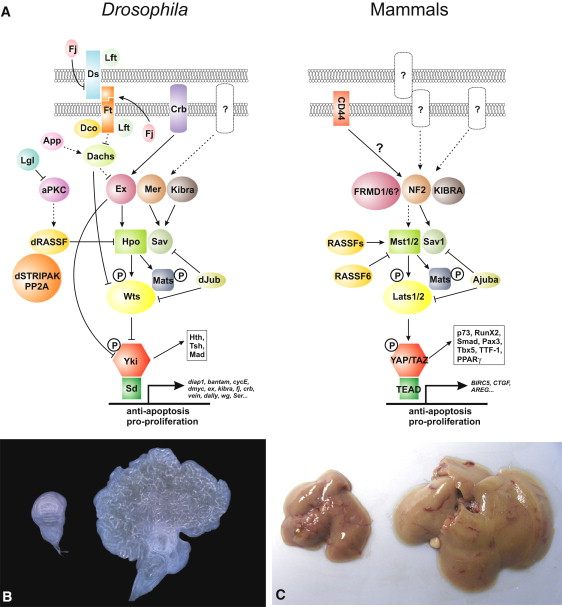 Drosophila
Mammals
A
Fj
Lft
Ds
Ft
Crb
?
Dco
Lft
Fj
App
Dachs
Lgl
aPKC
Ex
Mer
Kibra
dRASSF
Hpo
Sav
dSTRIPAK
PP2A
P
Mats
P
dJub
Wts
P
Yki
Hth,
Tsh,
Mad
Sd
diap1, bantam, cycE,
dmyc, ex, kibra, fj, crb,
vein, dally, wg, Ser...
anti-apoptosis
pro-proliferation
?
CD44
?
?
?
FRMD1/6?
NF2
KIBRA
RASSFs
Mst1/2
Sav1
RASSF6
P
Mats
P
Ajuba
Lats1/2
P
YAP/TAZ
p73, RunX2,
Smad, Pax3,
Tbx5, TTF-1,
PPARγ
TEAD
BIRC5, CTGF,
AREG...
anti-apoptosis
pro-proliferation
B
C